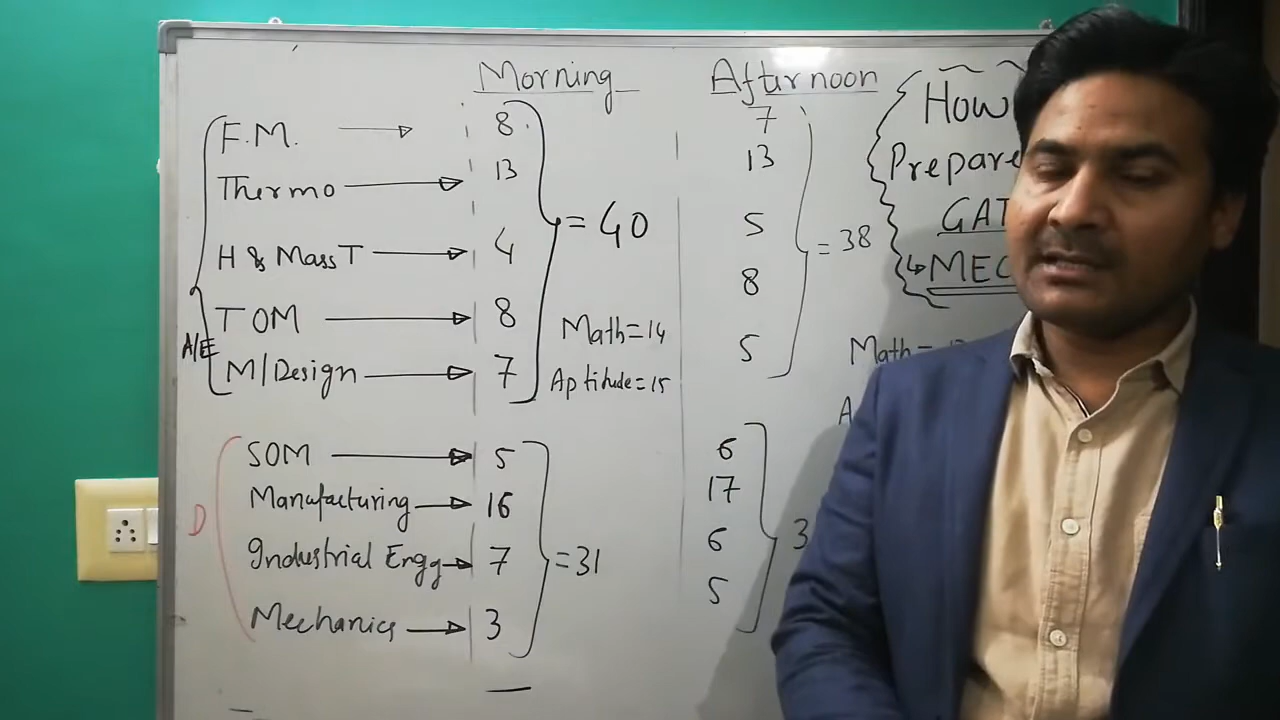 Morning Afternoon
How
Prepare
GAT
↳ MEC
F.M. → 8 7
Thermo → 13 13
H & Mass T → 4 5
TOM → 8 8
M/Design → 7 5
A/E
= 40 = 38
Math=14 Math=
Aptitude=15 A
SOM → 5 6
Manufacturing → 16 17
Industrial Engg → 7 6
Mechanics → 3 5
D
=31 3